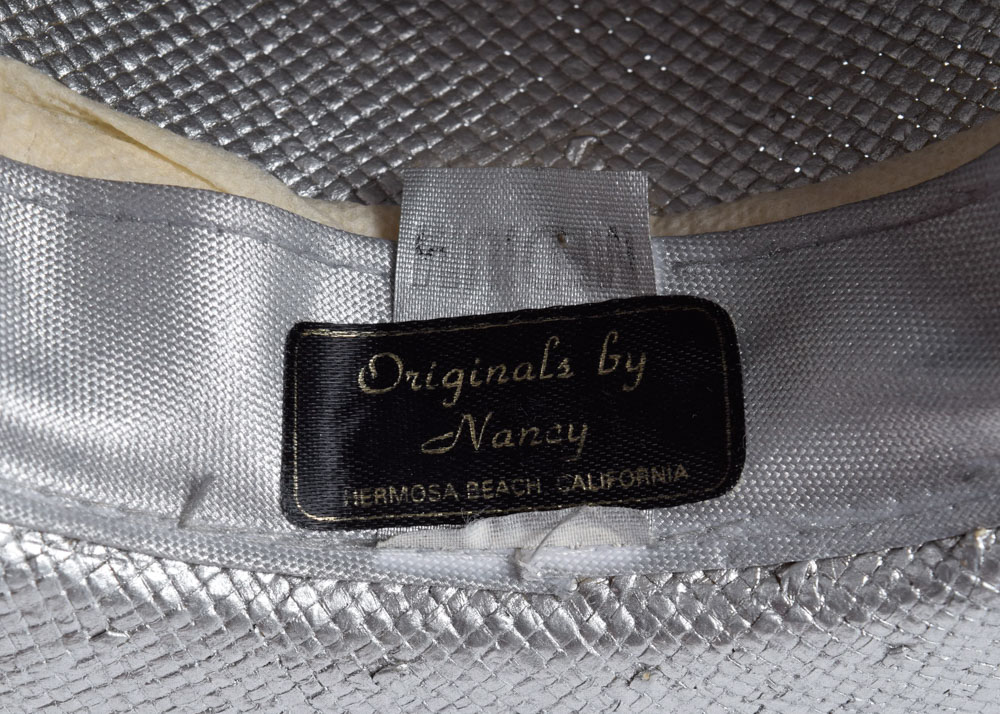 Originals by
Nancy
HERMOSA BEACH CALIFORNIA